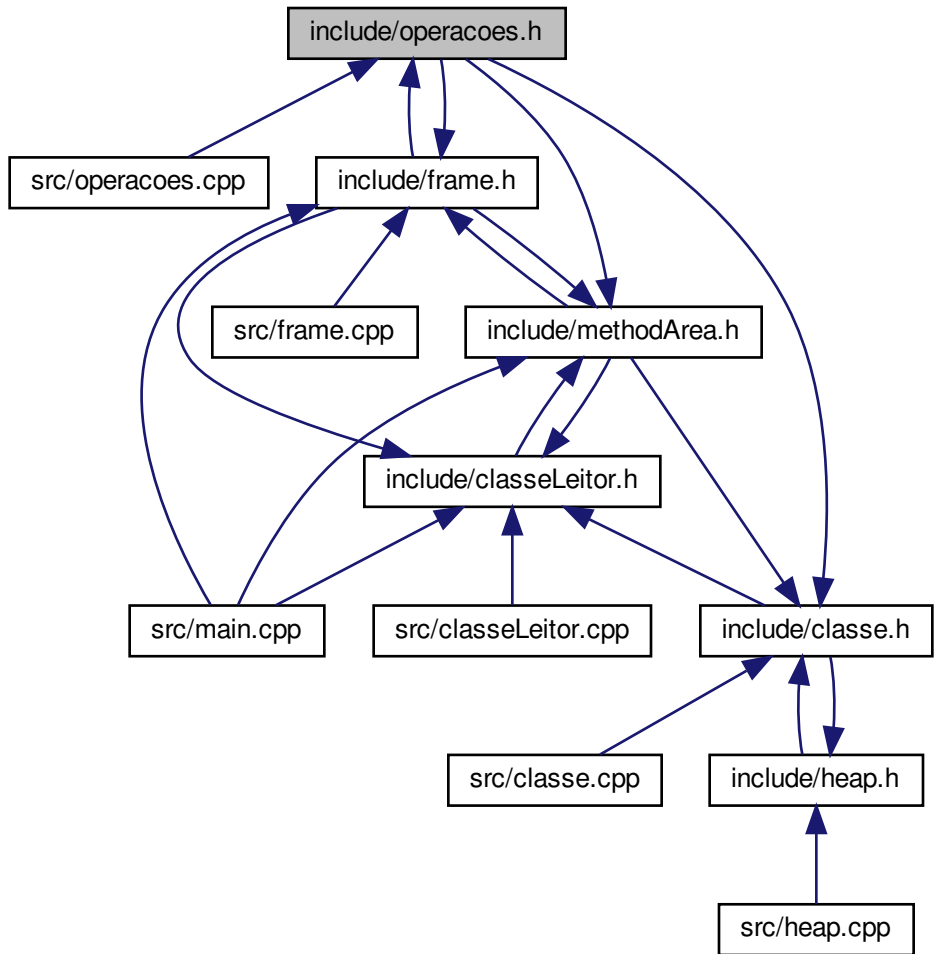 include/operacoes.h
src/operacoes.cpp
include/frame.h
src/frame.cpp
include/methodArea.h
include/classeLeitor.h
src/main.cpp
src/classeLeitor.cpp
include/classe.h
src/classe.cpp
include/heap.h
src/heap.cpp